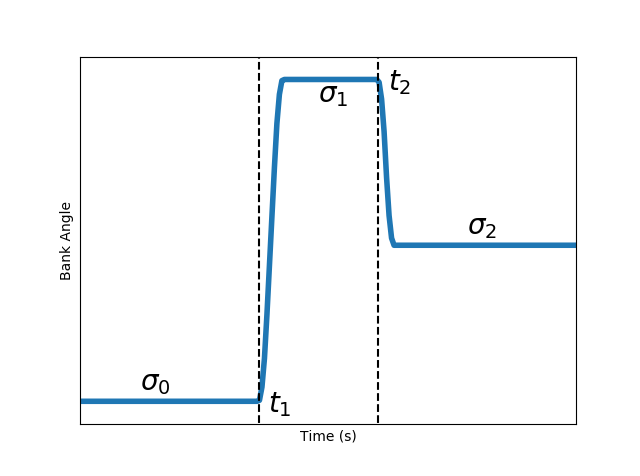 t₂
σ₁
Bank Angle
σ₂
σ₀
t₁
Time (s)